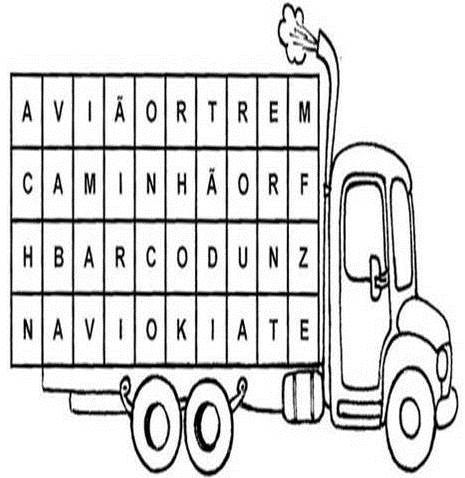 A V I Ã O R T R E M
C A M I N H Ã O R F
H B A R C O D U N Z
N A V I O K I A T E